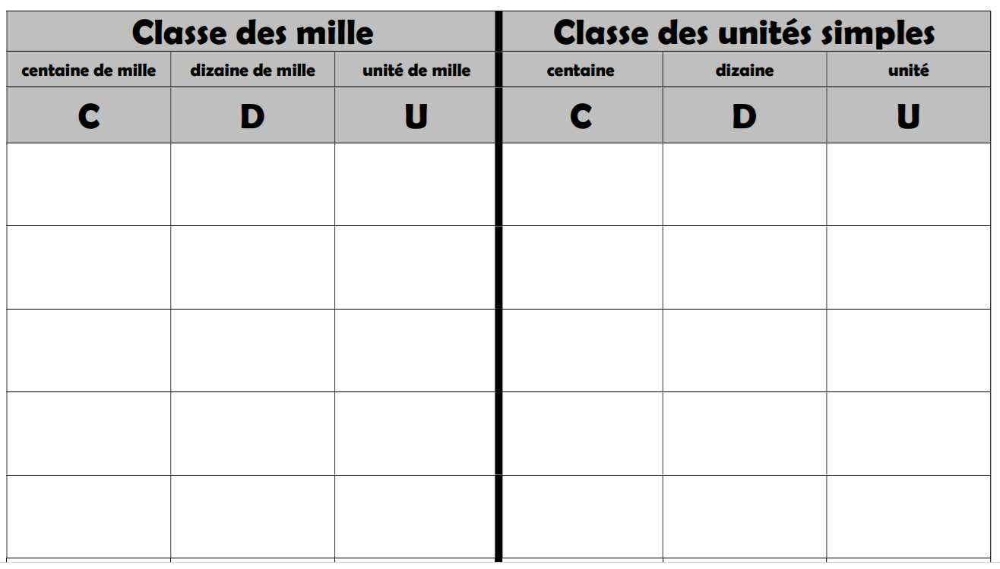 Classe des mille Classe des unités simples
centaine de mille dizaine de mille unité de mille centaine dizaine unité
C D U C D U